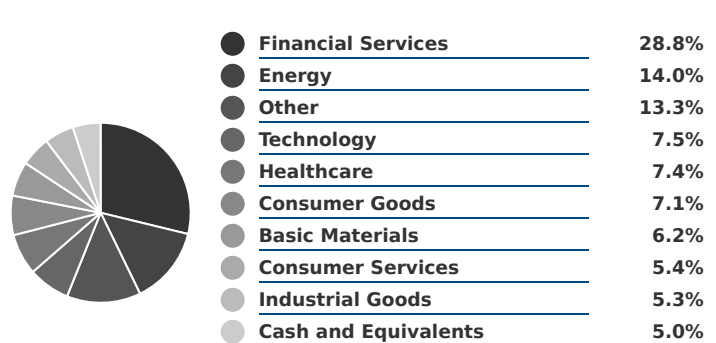 Financial Services 28.8%
Energy 14.0%
Other 13.3%
Technology 7.5%
Healthcare 7.4%
Consumer Goods 7.1%
Basic Materials 6.2%
Consumer Services 5.4%
Industrial Goods 5.3%
Cash and Equivalents 5.0%